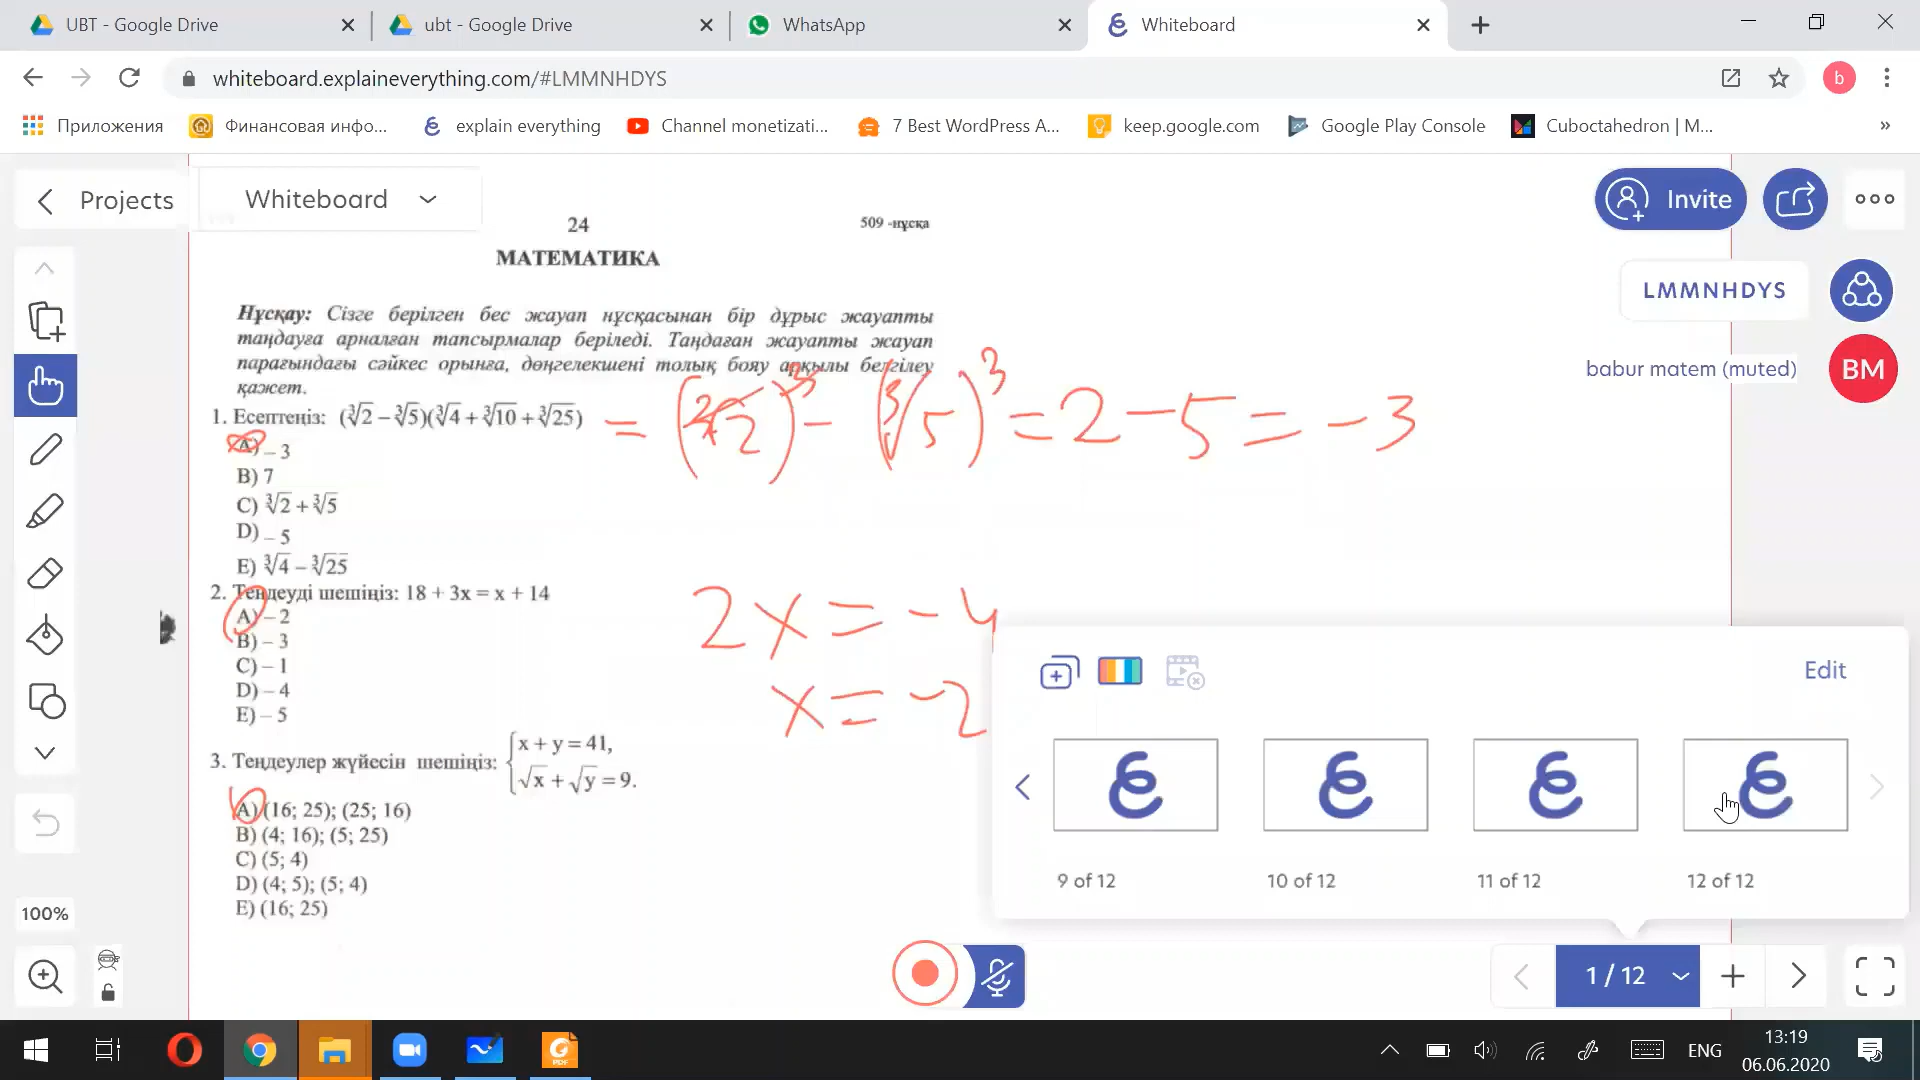 UBT - Google Drive
ubt - Google Drive
WhatsApp
Whiteboard
whiteboard.explaineverything.com/#LMMNHDYS
b
Приложения
Финансовая инфо...
explain everything
Channel monetizati...
7 Best WordPress A...
keep.google.com
Google Play Console
Cuboctahedron | M...
»
Projects
Whiteboard
Invite
24
509 -нұсқа
МАТЕМАТИКА
LMMNHDYS
Нұсқау: Сізге берілген бес жауап нұсқасынан бір дұрыс жауапты
таңдауға арналған тапсырмалар беріледі. Таңдаған жауапты жауап
парағындағы сәйкес орынға, дөңгелекшені толық бояу арқылы белгілеу
қажет.
babur matem (muted)
BM
1. Есептеңіз: (∛2 – ∛5)(∛4 + ∛10 + ∛25) = (∛2)³ – (∛5)³ = 2 – 5 = –3
A) – 3
B) 7
C) ∛2 + ∛5
D) – 5
E) ∛4 – ∛25
2. Теңдеуді шешіңіз: 18 + 3x = x + 14
2x = –4
A) – 2
B) – 3
C) – 1
D) – 4
x = –2
E) – 5
3. Теңдеулер жүйесін шешіңіз: { x + y = 41,
√x + √y = 9.
A) (16; 25); (25; 16)
B) (4; 16); (5; 25)
C) (5; 4)
D) (4; 5); (5; 4)
E) (16; 25)
Edit
9 of 12
10 of 12
11 of 12
12 of 12
100%
1 / 12
PDF
ENG
13:19
06.06.2020